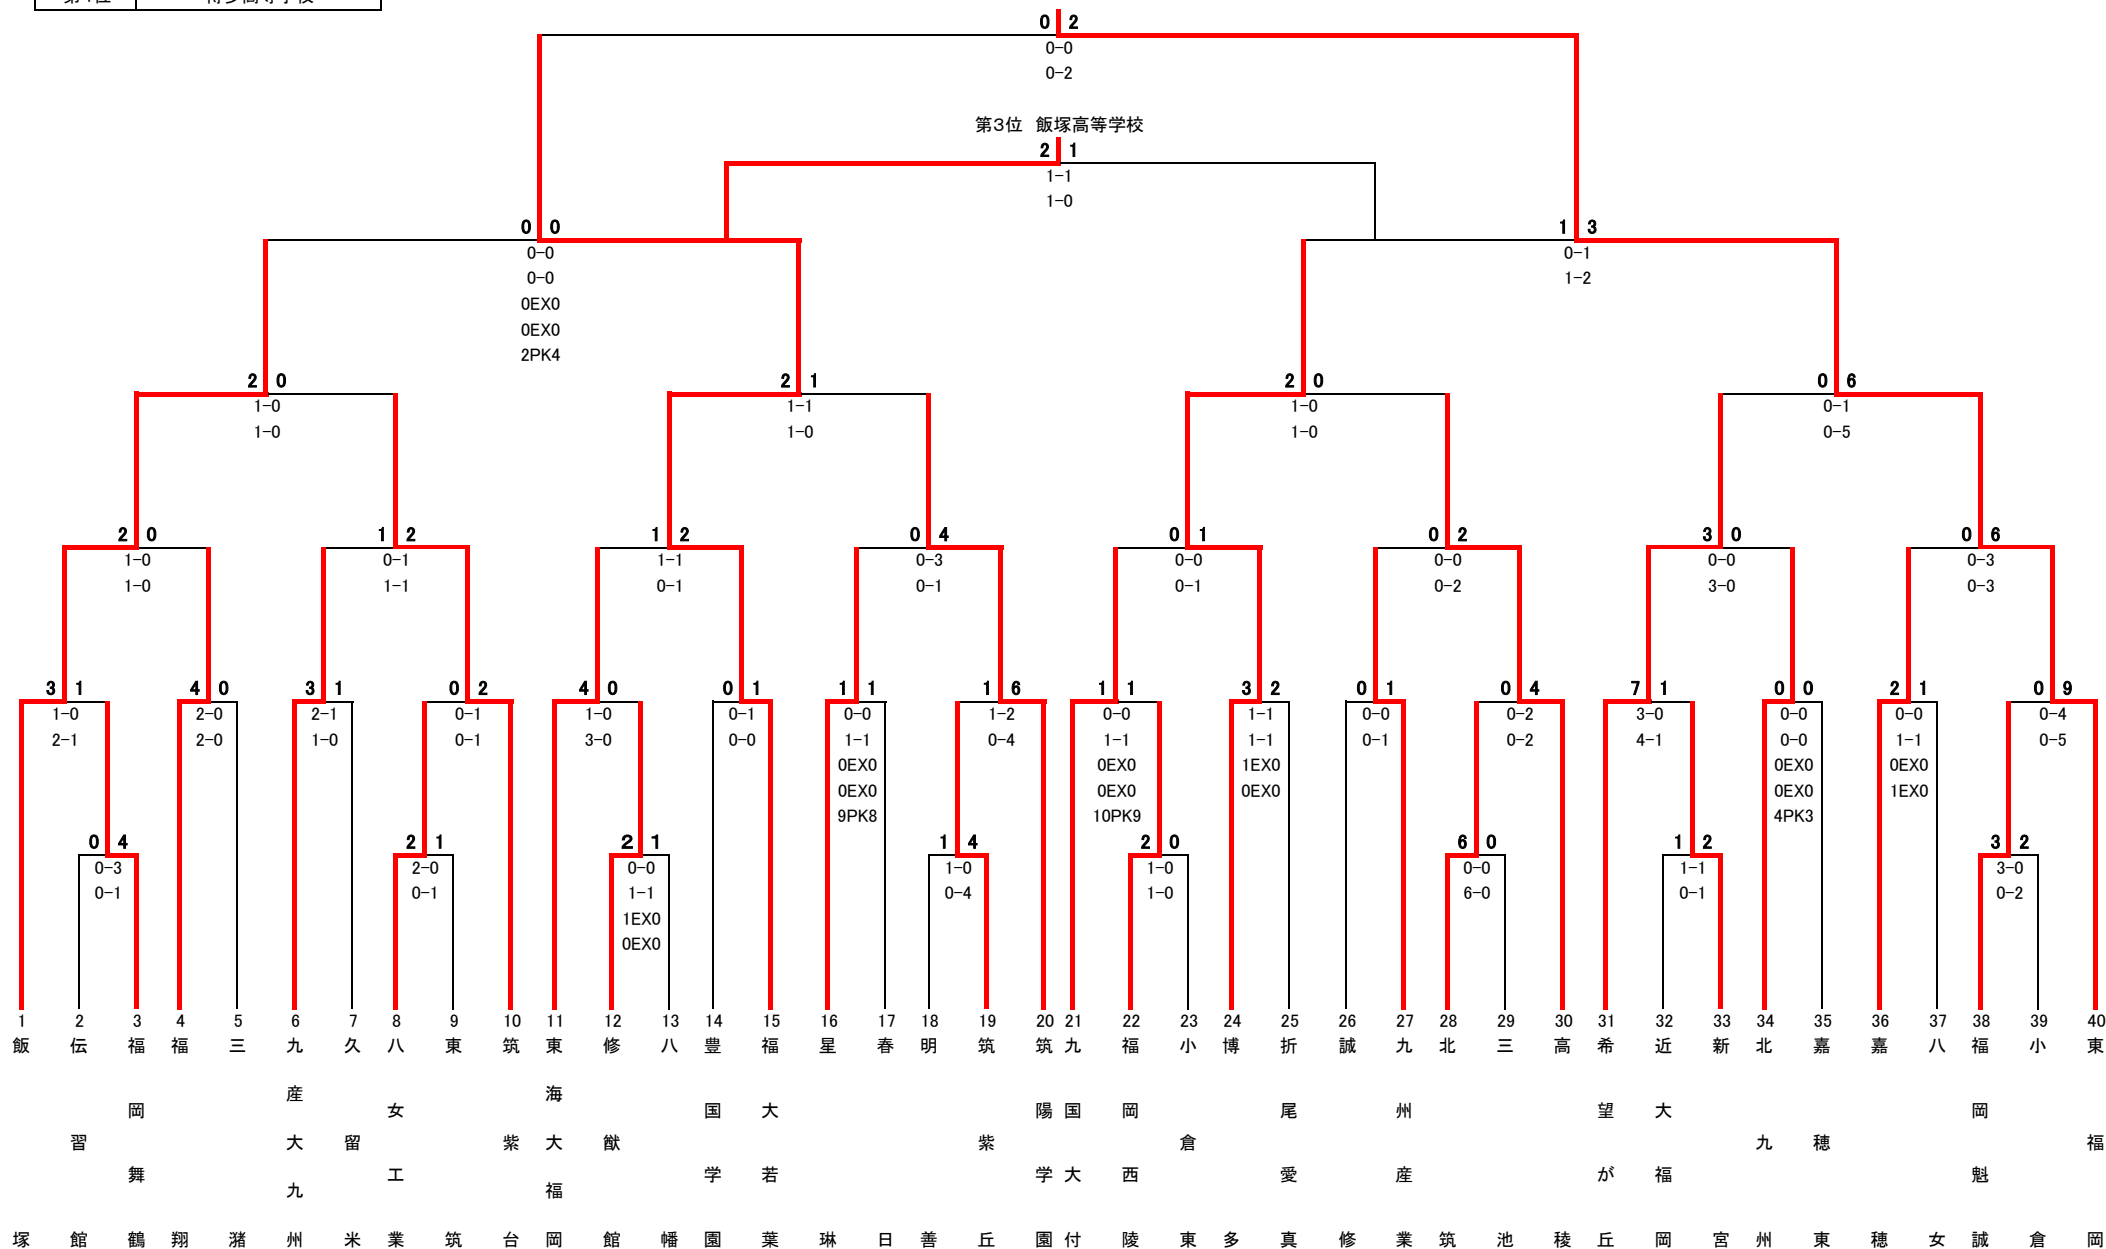 0 2
0-0
0-2
第3位 飯塚高等学校
2 1
1-1
1-0
0 0
0-0
0-0
0EX0
0EX0
2PK4
1 3
0-1
1-2
2 0
1-0
1-0
2 1
1-1
1-0
2 0
1-0
1-0
0 6
0-1
0-5
2 0
1-0
1-0
1 2
0-1
1-1
1 2
1-1
0-1
0 4
0-3
0-1
0 1
0-0
0-1
0 2
0-0
0-2
3 0
0-0
3-0
0 6
0-3
0-3
3 1
1-0
2-1
4 0
2-0
2-0
3 1
2-1
1-0
0 2
0-1
0-1
4 0
1-0
3-0
0 1
0-1
0-0
1 1
0-0
1-1
0EX0
0EX0
9PK8
1 6
1-2
0-4
1 1
0-0
1-1
0EX0
0EX0
10PK9
3 2
1-1
1-1
1EX0
0EX0
0 1
0-0
0-1
0 4
0-2
0-2
7 1
3-0
4-1
0 0
0-0
0-0
0EX0
0EX0
4PK3
2 1
0-0
1-1
0EX0
1EX0
0 9
0-4
0-5
0 4
0-3
0-1
2 1
2-0
0-1
2 1
0-0
1-1
1EX0
0EX0
1 4
1-0
0-4
2 0
1-0
1-0
6 0
0-0
6-0
1 2
1-1
0-1
3 2
3-0
0-2
1 飯塚
2 伝習館
3 福岡舞鶴
4 福翔
5 三潴
6 九産大九州
7 久留米
8 八女工業
9 東筑
10 筑紫台
11 東海大福岡
12 修猷館
13 八幡
14 豊国学園
15 福大若葉
16 星琳
17 春日
18 明善
19 筑紫丘
20 筑陽学園
21 九国大付
22 福岡西陵
23 小倉東
24 博多
25 折尾愛真
26 誠修
27 九州産業
28 北筑
29 三池
30 高稜
31 希望が丘
32 近大福岡
33 新宮
34 北九州
35 嘉穂東
36 嘉穂
37 八女
38 福岡魁誠
39 小倉
40 東福岡